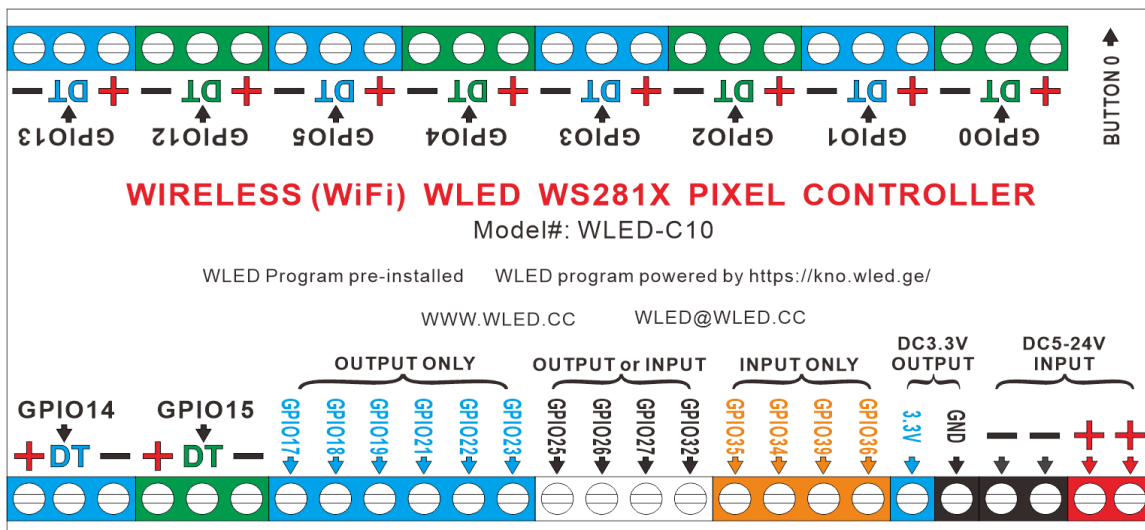 − DT + − DT + − DT + − DT + − DT + − DT + − DT + − DT +
GPIO13 GPIO12 GPIO5 GPIO4 GPIO3 GPIO2 GPIO1 GPIO0
BUTTON 0
WIRELESS (WiFi) WLED WS281X PIXEL CONTROLLER
Model#: WLED-C10
WLED Program pre-installed WLED program powered by https://kno.wled.ge/
WWW.WLED.CC WLED@WLED.CC
OUTPUT ONLY
OUTPUT or INPUT
INPUT ONLY
DC3.3V
OUTPUT
DC5-24V
INPUT
GPIO14 GPIO15
+ DT − + DT −
GPIO17
GPIO18
GPIO19
GPIO21
GPIO22
GPIO23
GPIO25
GPIO26
GPIO27
GPIO32
GPIO35
GPIO34
GPIO39
GPIO36
3.3V
GND
− − + +